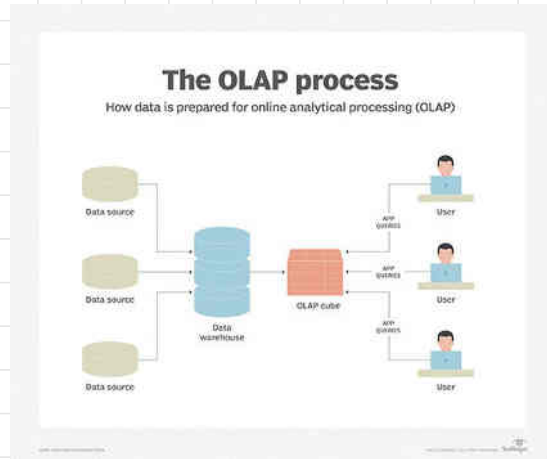 The OLAP process
How data is prepared for online analytical processing (OLAP)
Data source
Data source
Data source
Data
warehouse
OLAP cube
APP
QUERIES
APP
QUERIES
APP
QUERIES
User
User
User
TechTarget